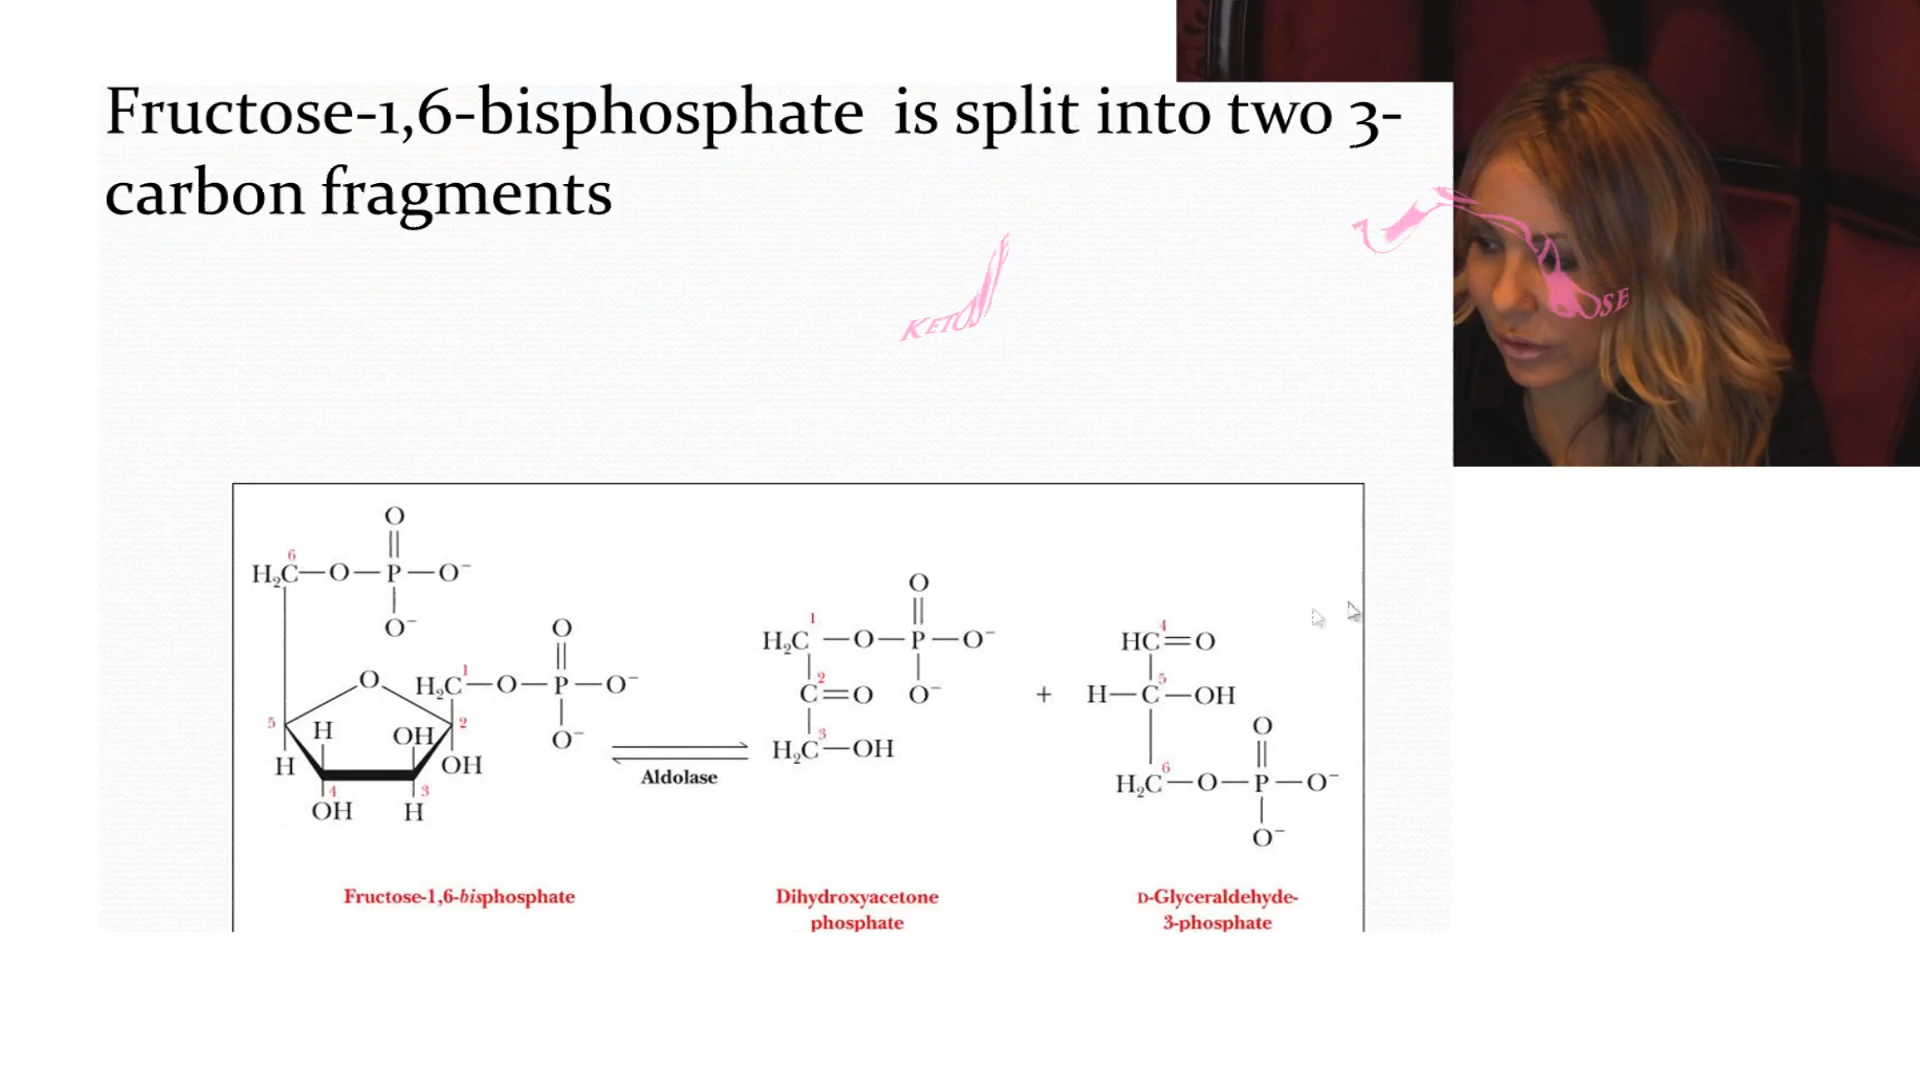 Fructose-1,6-bisphosphate is split into two 3-
carbon fragments
KETOSE
OSE
O
6
H₂C—O—P—O⁻
O⁻
O
H₂C—O—P—O⁻
1
O⁻
O
5
2
H
OH
H
OH
4
3
OH
H
Aldolase
O
1
H₂C—O—P—O⁻
2
C=O
O⁻
3
H₂C—OH
+
4
HC=O
5
H—C—OH
O
6
H₂C—O—P—O⁻
O⁻
Fructose-1,6-bisphosphate
Dihydroxyacetone
phosphate
D-Glyceraldehyde-
3-phosphate